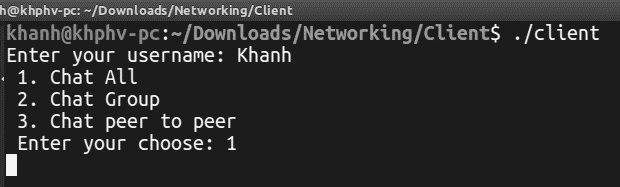 h@khphv-pc: ~/Downloads/Networking/Client
khanh@khphv-pc:~/Downloads/Networking/Client$ ./client
Enter your username: Khanh
1. Chat All
2. Chat Group
3. Chat peer to peer
Enter your choose: 1